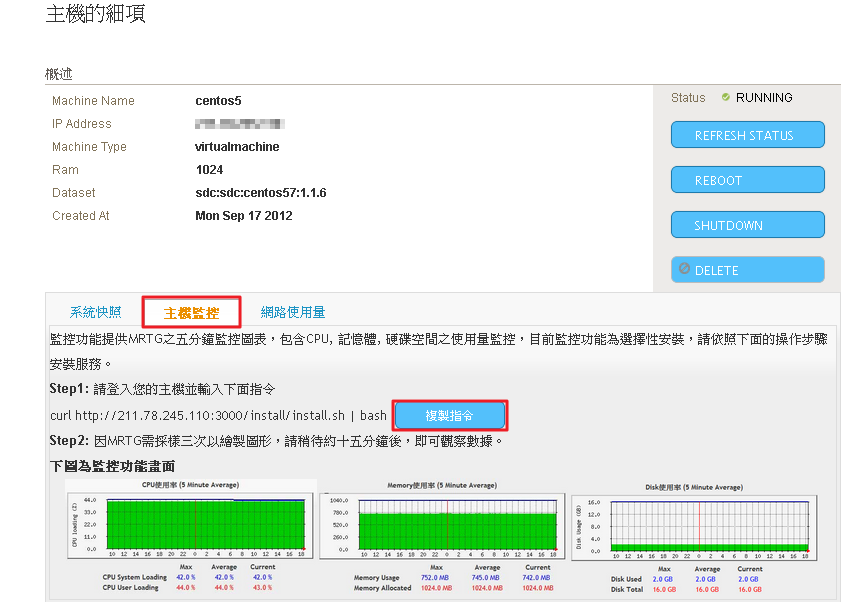 主機的細項
概述
Machine Name centos5
IP Address
Machine Type virtualmachine
Ram 1024
Dataset sdc:sdc:centos57:1.1.6
Created At Mon Sep 17 2012
Status RUNNING
REFRESH STATUS
REBOOT
SHUTDOWN
DELETE
系統快照 主機監控 網路使用量
監控功能提供MRTG之五分鐘監控圖表，包含CPU, 記憶體, 硬碟空間之使用量監控，目前監控功能為選擇性安裝，請依照下面的操作步驟
安裝服務。
Step1: 請登入您的主機並輸入下面指令
curl http://211.78.245.110:3000/install/install.sh | bash 複製指令
Step2: 因MRTG需採樣三次以繪製圖形，請稍待約十五分鐘後，即可觀察數據。
下圖為監控功能畫面
CPU使用率 (5 Minute Average)
CPU loading (%)
44.0
33.0
22.0
11.0
0.0
10 12 14 16 18 20 22 0 2 4 6 8 10 12 14 16 18
Max Average Current
CPU System Loading 42.0 % 42.0 % 42.0 %
CPU User Loading 44.0 % 44.0 % 43.0 %
Memory使用率 (5 Minute Average)
1040.0
780.0
520.0
260.0
0.0
10 12 14 16 18 20 22 0 2 4 6 8 10 12 14 16 18
Max Average Current
Memory Usage 752.0 MB 745.0 MB 742.0 MB
Memory Allocated 1024.0 MB 1024.0 MB 1024.0 MB
Disk使用率 (5 Minute Average)
Disk Usage (GB)
16.0
12.0
8.0
4.0
0.0
10 12 14 16 18 20 22 0 2 4 6 8 10 12 14 16 18
Max Average Current
Disk Used 2.0 GB 2.0 GB 2.0 GB
Disk Total 16.0 GB 16.0 GB 16.0 GB